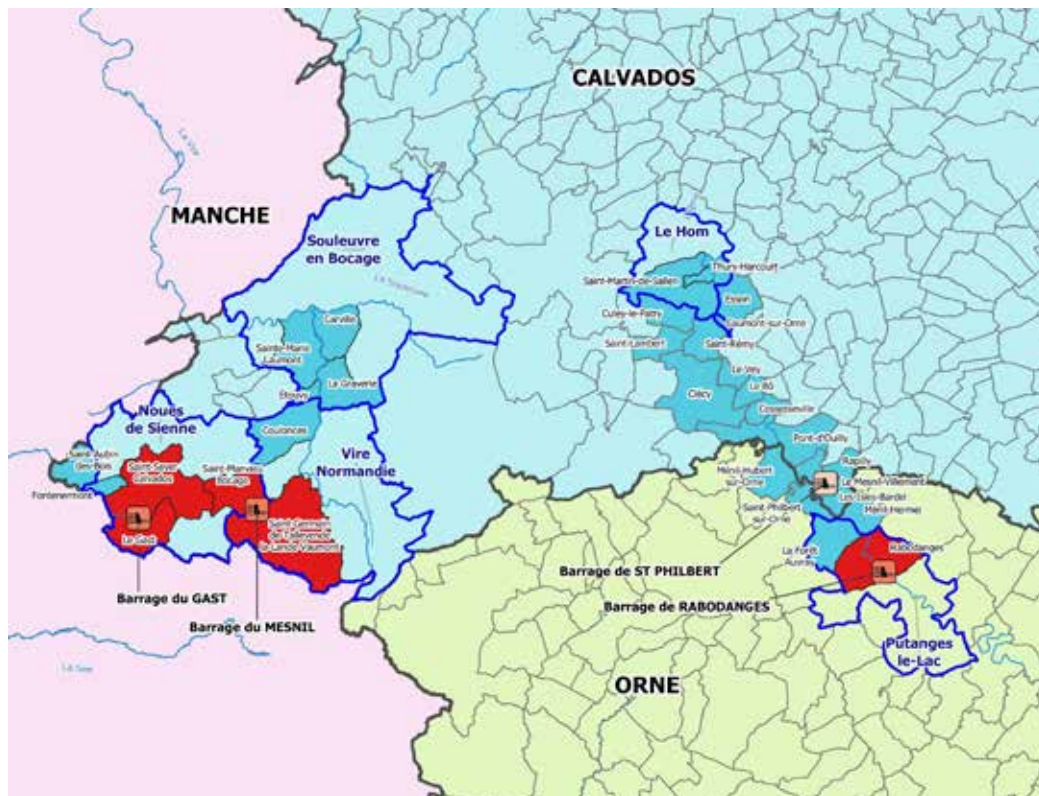 CALVADOS
La Vire
MANCHE
Souleuvre
en Bocage
Le Hom
Thury-Harcourt
Saint-Martin-de-Sallen
Esson
Culey-le-Patry
Caumont-sur-Orne
Carville
Saint-Lambert
Saint-Rémy
Sainte-Marie
Laumont
Le Vey
La Graverie
Le Bô
Etouvy
Clécy
Cossesseville
Noues
de Sienne
Coulonces
Pont-d'Ouilly
Saint-Aubin
des-Bois
Saint-Sever
Calvados
Saint-Manvieu
Bocage
Vire
Normandie
Rapilly
Ménil-Hubert
sur-Orne
Le Mesnil-Villement
Fontenermont
Les Isles-Bardel
Ménil-Hermei
Saint-Philbert
sur-Orne
Le Gast
Saint-Germain
de-Tallevende
la-Lande-Vaumont
La Forêt
Auvray
Rabodanges
Barrage de ST PHILBERT
Barrage du GAST
Barrage de RABODANGES
Barrage du MESNIL
Putanges
le-Lac
ORNE